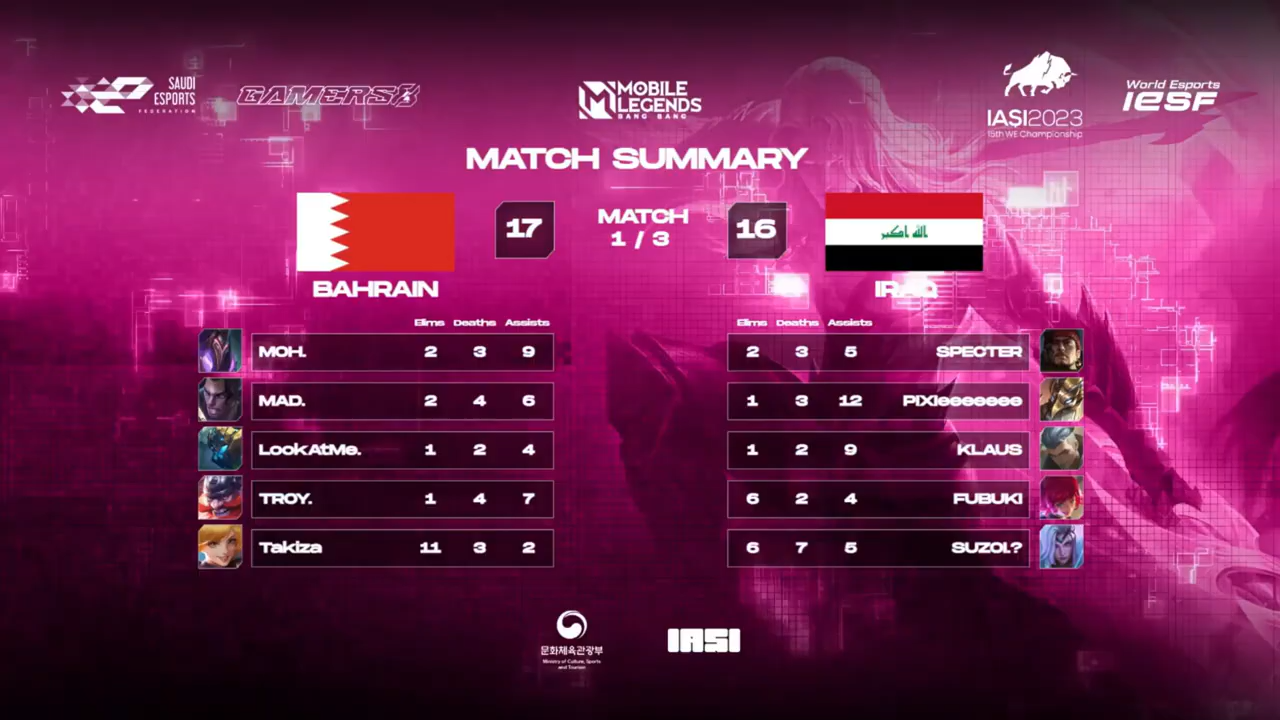 SAUDI
ESPORTS
FEDERATION
GAMERS8
MOBILE
LEGENDS
BANG BANG
IASI2023
15th WE Championship
World Esports
IESF
MATCH SUMMARY
17
MATCH
1 / 3
16
الله اكبر
BAHRAIN
IRAQ
Elims Deaths Assists
MOH. 2 3 9
MAD. 2 4 6
LookAtMe. 1 2 4
TROY. 1 4 7
Takiza 11 3 2
Elims Deaths Assists
2 3 5 SPECTER
1 3 12 PIXIeeeeeee
1 2 9 KLAUS
6 2 4 FUBUKI
6 7 5 SUZO!.?
문화체육관광부
Ministry of Culture, Sports
and Tourism
IASI